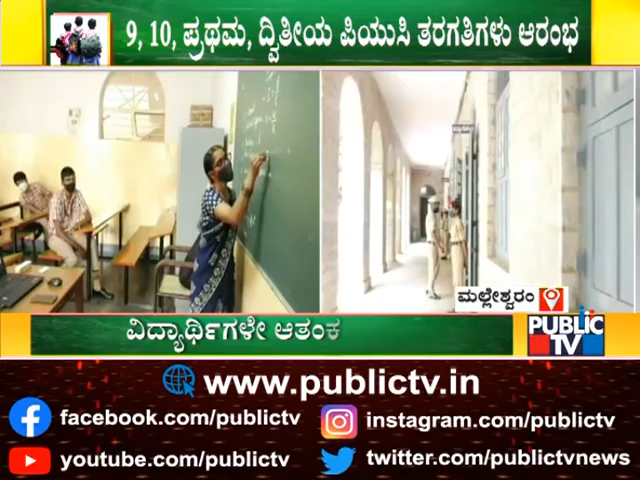 9, 10, ಪ್ರಥಮ, ದ್ವಿತೀಯ ಪಿಯುಸಿ ತರಗತಿಗಳು ಆರಂಭ
ಮಲ್ಲೇಶ್ವರಂ
ವಿದ್ಯಾರ್ಥಿಗಳೇ ಆತಂಕ
PUBLiC
TV
www.publictv.in
facebook.com/publictv
instagram.com/publictv
youtube.com/publictv
twitter.com/publictvnews